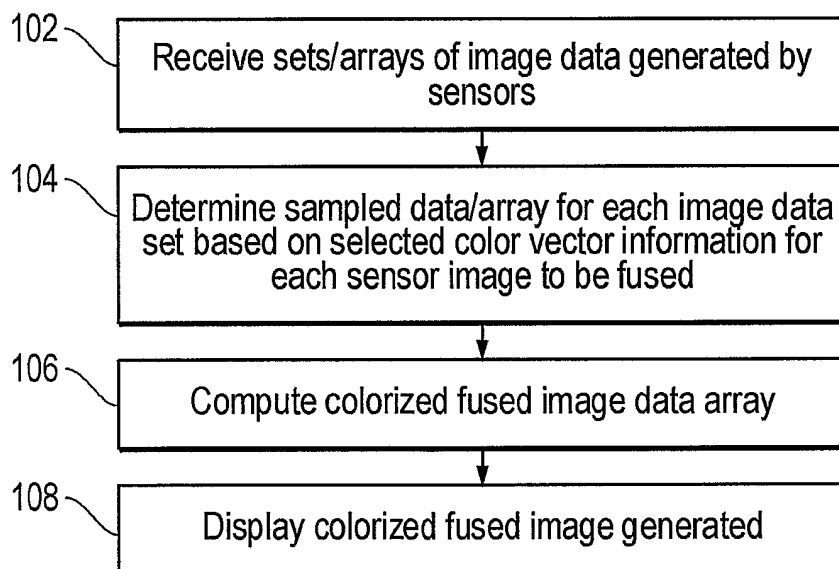 102
Receive sets/arrays of image data generated by
sensors
104
Determine sampled data/array for each image data
set based on selected color vector information for
each sensor image to be fused
106
Compute colorized fused image data array
108
Display colorized fused image generated